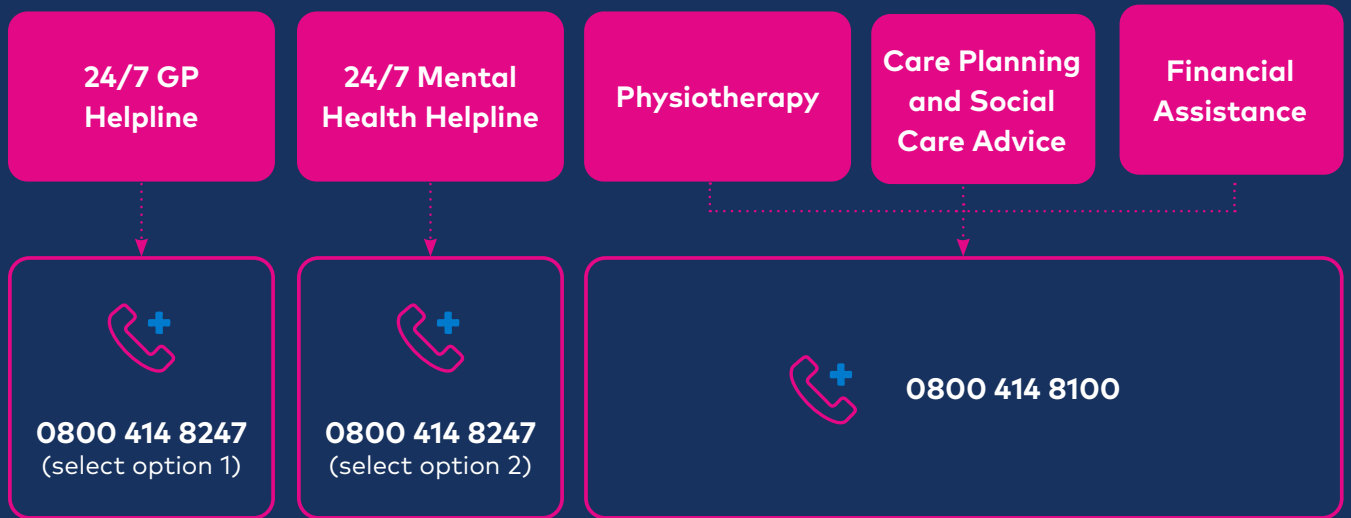 24/7 GP
Helpline
24/7 Mental
Health Helpline
Physiotherapy
Care Planning
and Social
Care Advice
Financial
Assistance
0800 414 8247
(select option 1)
0800 414 8247
(select option 2)
0800 414 8100